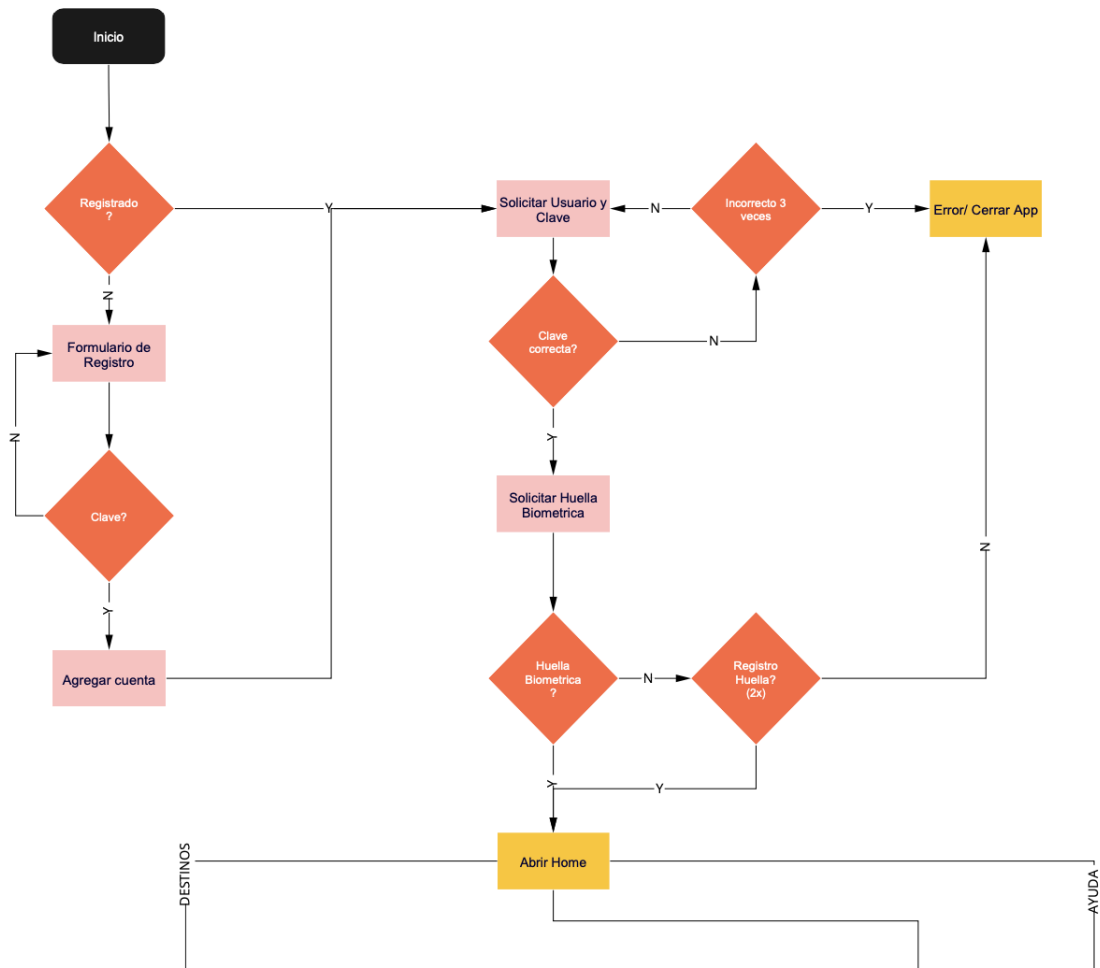 Inicio
Registrado
?
Y
Solicitar Usuario y
Clave
N
Incorrecto 3
veces
Y
Error/ Cerrar App
N
Formulario de
Registro
Clave
correcta?
N
N
Y
Clave?
Solicitar Huella
Biometrica
N
Y
Agregar cuenta
Huella
Biometrica
?
N
Registro
Huella?
(2x)
Y
Y
Abrir Home
DESTINOS
AYUDA